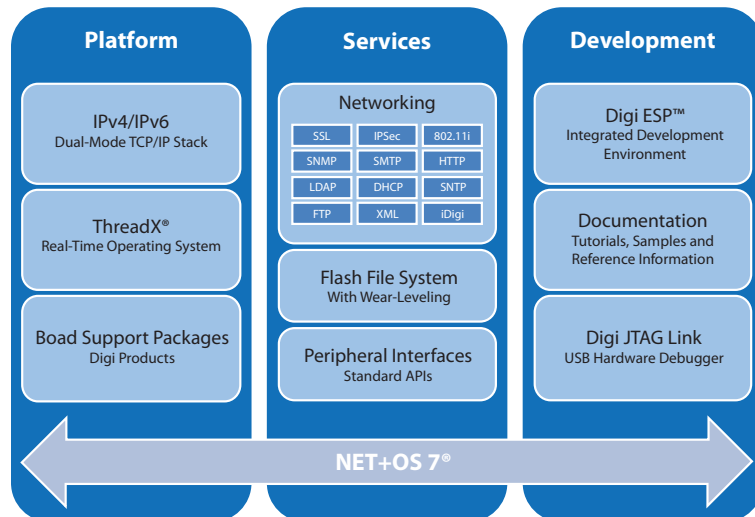 Platform
IPv4/IPv6
Dual-Mode TCP/IP Stack
ThreadX®
Real-Time Operating System
Boad Support Packages
Digi Products
Services
Networking
SSL IPSec 802.11i
SNMP SMTP HTTP
LDAP DHCP SNTP
FTP XML iDigi
Flash File System
With Wear-Leveling
Peripheral Interfaces
Standard APIs
Development
Digi ESP™
Integrated Development
Environment
Documentation
Tutorials, Samples and
Reference Information
Digi JTAG Link
USB Hardware Debugger
NET+OS 7®